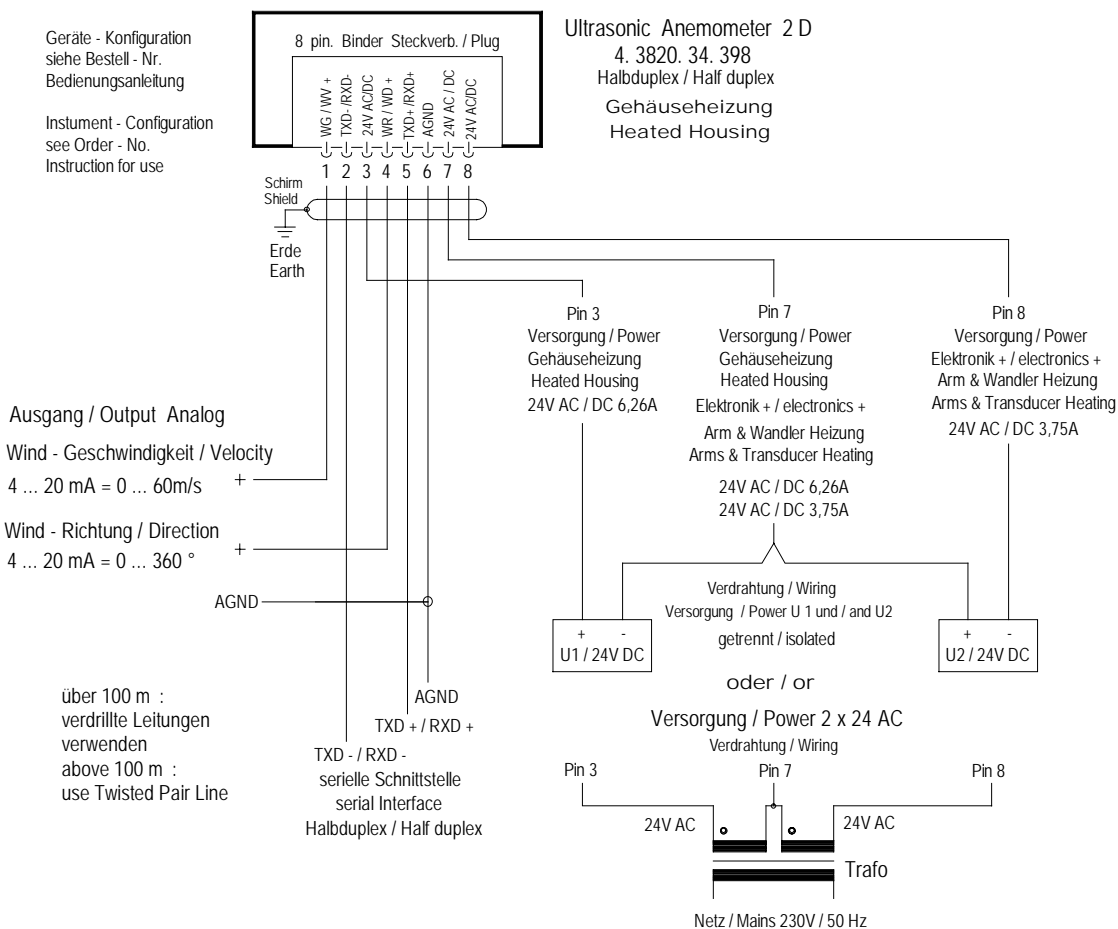 Geräte - Konfiguration
siehe Bestell - Nr.
Bedienungsanleitung
Instument - Configuration
see Order - No.
Instruction for use
8 pin. Binder Steckverb. / Plug
WG / WV +
TXD- /RXD-
24V AC/DC
WR / WD +
TXD+ /RXD+
AGND
24V AC / DC
24V AC/DC
1 2 3 4 5 6 7 8
Ultrasonic Anemometer 2 D
4. 3820. 34. 398
Halbduplex / Half duplex
Gehäuseheizung
Heated Housing
Schirm
Shield
Erde
Earth
Pin 3
Versorgung / Power
Gehäuseheizung
Heated Housing
24V AC / DC 6,26A
Pin 7
Versorgung / Power
Gehäuseheizung
Heated Housing
Elektronik + / electronics +
Arm & Wandler Heizung
Arms & Transducer Heating
24V AC / DC 6,26A
24V AC / DC 3,75A
Pin 8
Versorgung / Power
Elektronik + / electronics +
Arm & Wandler Heizung
Arms & Transducer Heating
24V AC / DC 3,75A
Ausgang / Output Analog
Wind - Geschwindigkeit / Velocity
4 ... 20 mA = 0 ... 60m/s +
Wind - Richtung / Direction
4 ... 20 mA = 0 ... 360 ° +
AGND
Verdrahtung / Wiring
Versorgung / Power U 1 und / and U2
getrennt / isolated
+ -
U1 / 24V DC
+ -
U2 / 24V DC
oder / or
über 100 m :
verdrillte Leitungen
verwenden
above 100 m :
use Twisted Pair Line
AGND
TXD + / RXD +
TXD - / RXD -
serielle Schnittstelle
serial Interface
Halbduplex / Half duplex
Versorgung / Power 2 x 24 AC
Verdrahtung / Wiring
Pin 3 Pin 7 Pin 8
24V AC 24V AC
Trafo
Netz / Mains 230V / 50 Hz